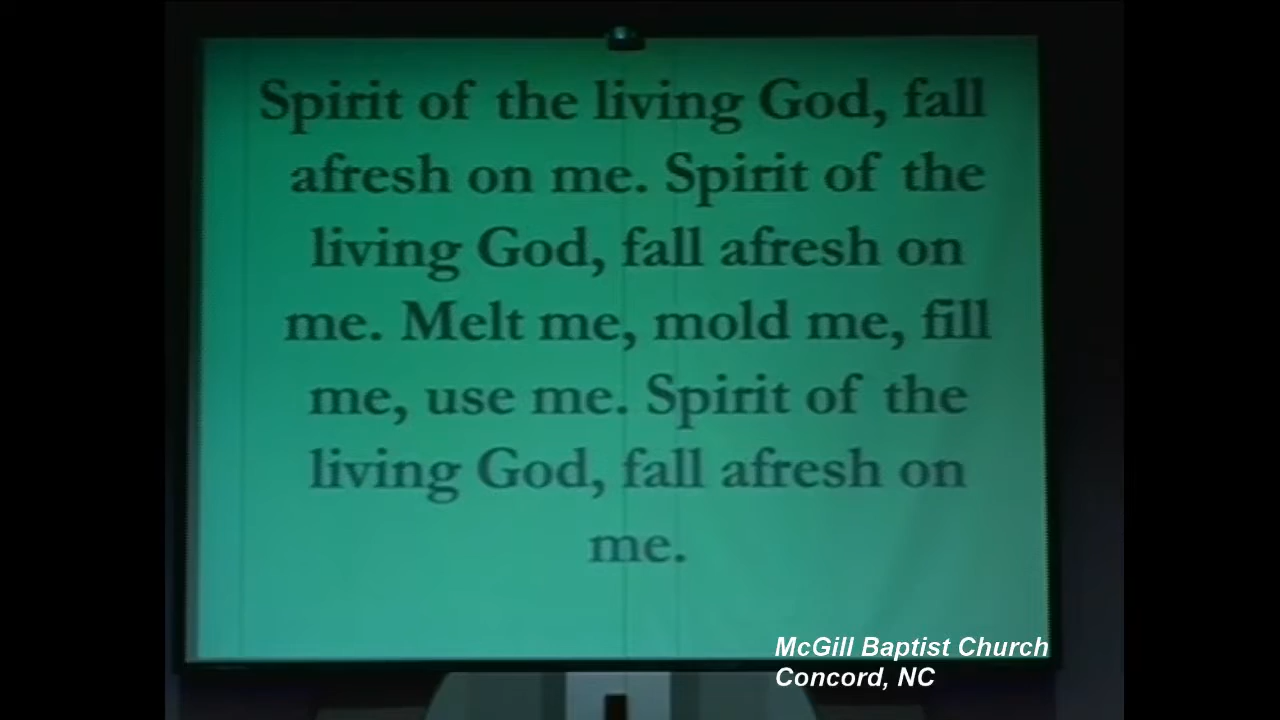 Spirit of the living God, fall
afresh on me. Spirit of the
living God, fall afresh on
me. Melt me, mold me, fill
me, use me. Spirit of the
living God, fall afresh on
me.
McGill Baptist Church
Concord, NC